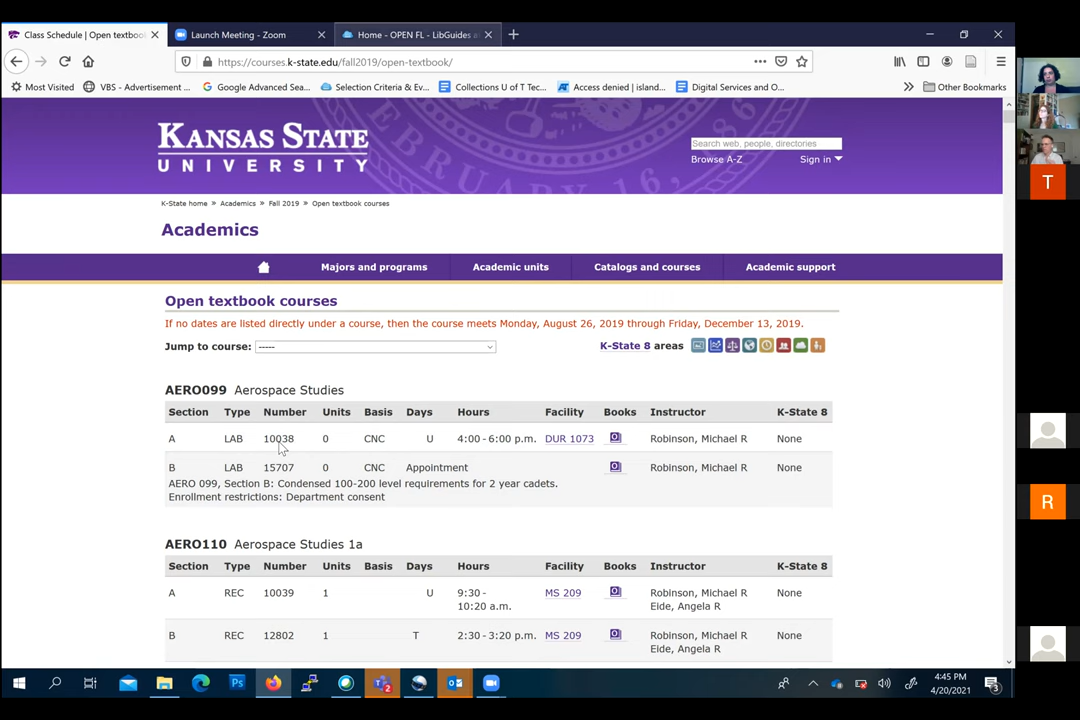 Class Schedule | Open textbook
Launch Meeting - Zoom
Home - OPEN FL - LibGuides
https://courses.k-state.edu/fall2019/open-textbook/
Most Visited
VBS - Advertisement ...
Google Advanced Sea...
Selection Criteria & Ev...
Collections U of T Tec...
Access denied | island...
Digital Services and O...
Other Bookmarks
KANSAS STATE
UNIVERSITY
FEBRUARY 16, 186
Search web, people, directories
Browse A-Z
Sign in
K-State home » Academics » Fall 2019 » Open textbook courses
Academics
Majors and programs
Academic units
Catalogs and courses
Academic support
Open textbook courses
If no dates are listed directly under a course, then the course meets Monday, August 26, 2019 through Friday, December 13, 2019.
Jump to course: -----
K-State 8 areas
AERO099 Aerospace Studies
Section Type Number Units Basis Days Hours Facility Books Instructor K-State 8
A LAB 10038 0 CNC U 4:00 - 6:00 p.m. DUR 1073 Robinson, Michael R None
B LAB 15707 0 CNC Appointment Robinson, Michael R None
AERO 099, Section B: Condensed 100-200 level requirements for 2 year cadets.
Enrollment restrictions: Department consent
AERO110 Aerospace Studies 1a
Section Type Number Units Basis Days Hours Facility Books Instructor K-State 8
A REC 10039 1 U 9:30 - MS 209 Robinson, Michael R None
10:20 a.m. Eide, Angela R
B REC 12802 1 T 2:30 - 3:20 p.m. MS 209 Robinson, Michael R None
Eide, Angela R
T
R
4:45 PM
4/20/2021